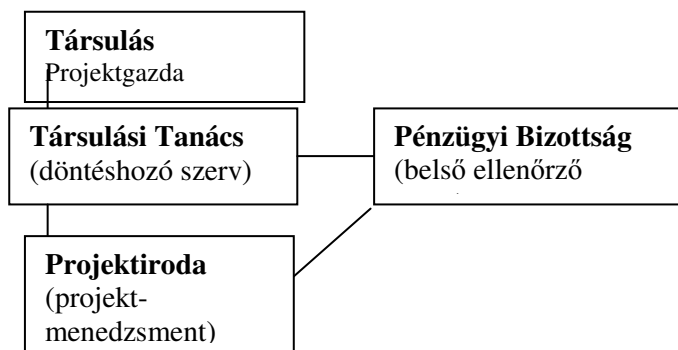 Társulás
Projektgazda
Társulási Tanács
(döntéshozó szerv)
Pénzügyi Bizottság
(belső ellenőrző
Projektiroda
(projekt-
menedzsment)